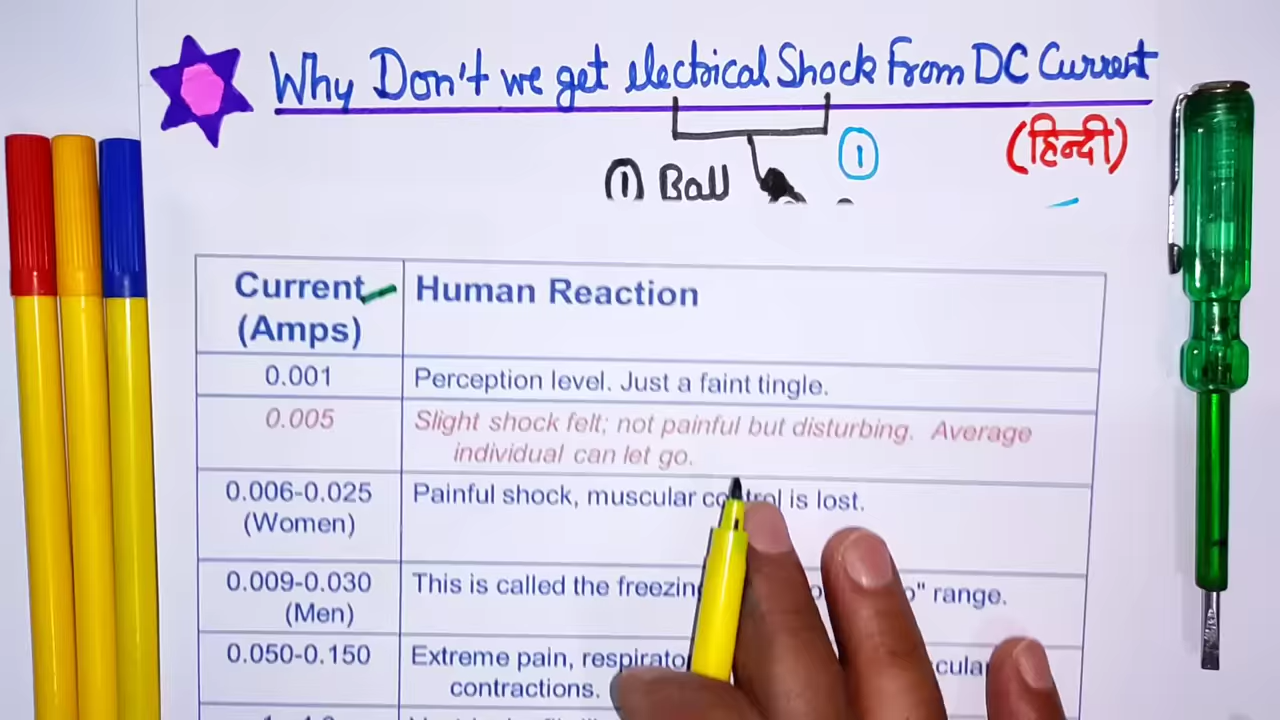 Why Don't we get electrical Shock From DC Current
(हिन्दी)
①
① Ball
Current
(Amps)
Human Reaction
0.001
Perception level. Just a faint tingle.
0.005
Slight shock felt; not painful but disturbing. Average
individual can let go.
0.006-0.025
(Women)
Painful shock, muscular is lost.
0.009-0.030
(Men)
This is called the range.
0.050-0.150
Extreme pain,
contractions.